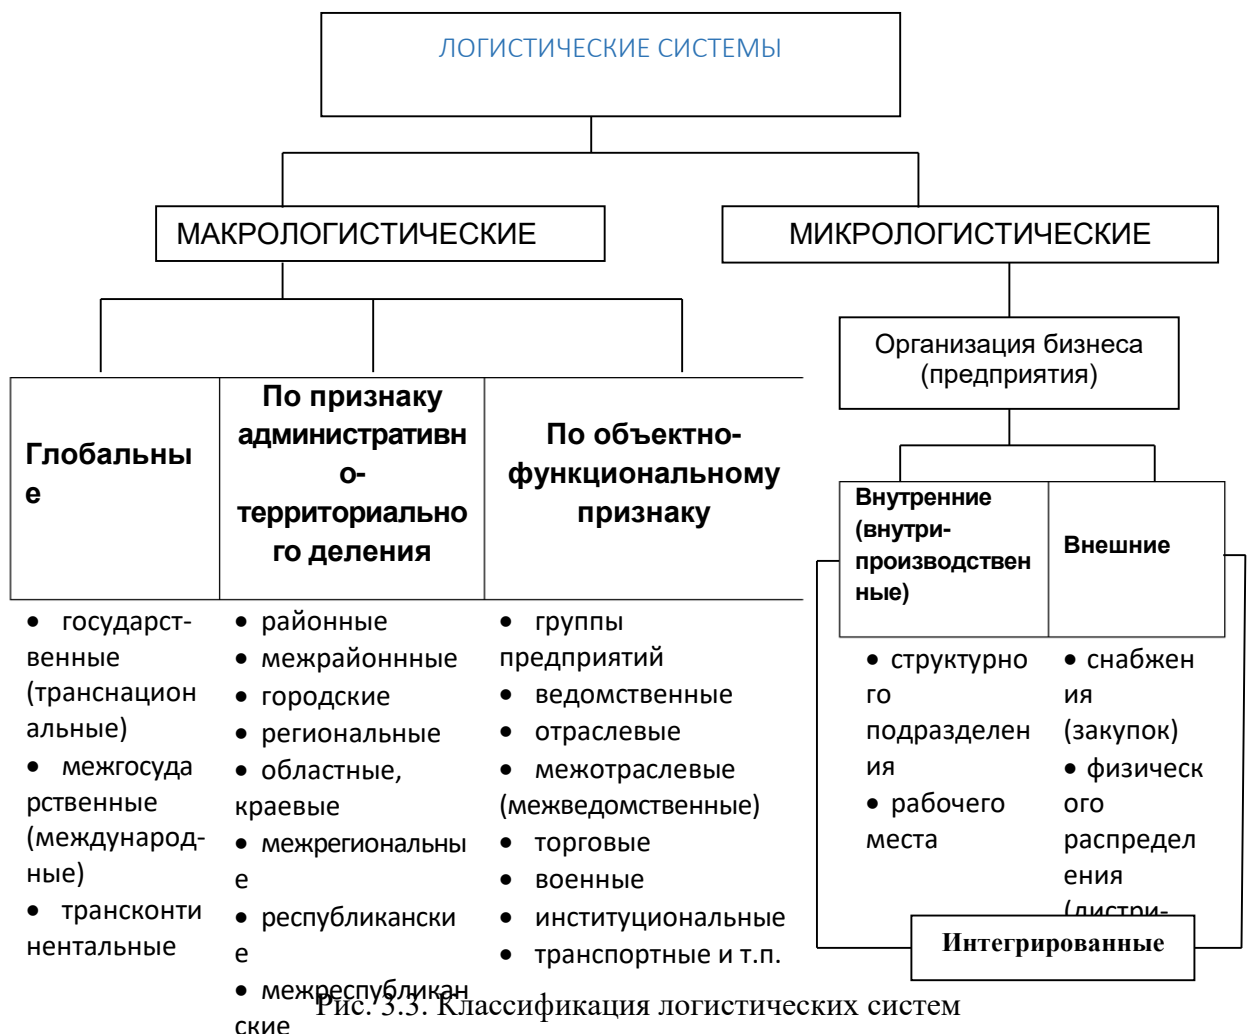 ЛОГИСТИЧЕСКИЕ СИСТЕМЫ
МАКРОЛОГИСТИЧЕСКИЕ
МИКРОЛОГИСТИЧЕСКИЕ
Организация бизнеса
(предприятия)
Глобальны
е
По признаку
административн
о-
территориально
го деления
По объектно-
функциональному
признаку
Внутренние
(внутри-
производствен
ные)
Внешние
• государст-
венные
(транснацион
альные)
• межгосуда
рственные
(международ-
ные)
• трансконти
нентальные
• районные
• межрайоннные
• городские
• региональные
• областные,
краевые
• межрегиональны
е
• республикански
е
• межреспубликан
ские
• группы
предприятий
• ведомственные
• отраслевые
• межотраслевые
(межведомственные)
• торговые
• военные
• институциональные
• транспортные и т.п.
• структурно
го
подразделен
ия
• рабочего
места
• снабжен
ия
(закупок)
• физическ
ого
распредел
ения
(дистри-
Интегрированные
Рис. 3.3. Классификация логистических систем